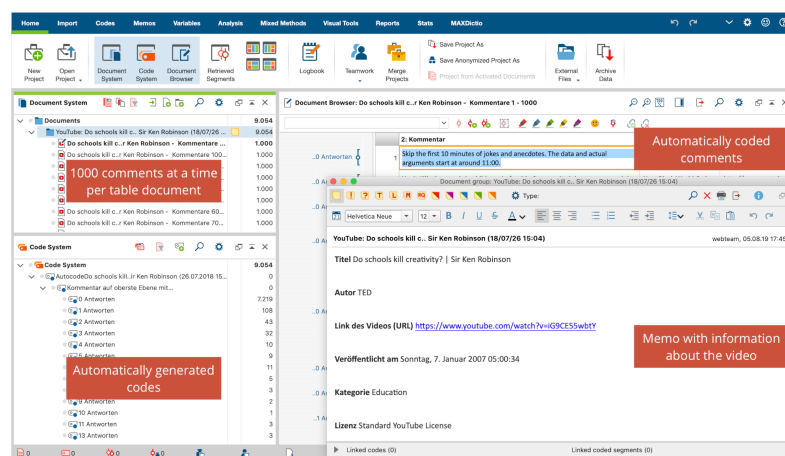 Home Import Codes Memos Variables Analysis Mixed Methods Visual Tools Reports Stats MAXDictio
New Project
Open Project
Document System
Code System
Document Browser
Retrieved Segments
Logbook
Teamwork
Merge Projects
Save Project As
Save Anonymized Project As
Project from Activated Documents
External Files
Archive Data
Document System
Documents 9.054
YouTube: Do schools kill c... Sir Ken Robinson (18/07/26 ... 9.054
Do schools kill c..r Ken Robinson - Kommentare ... 1.000
Do schools kill c..r Ken Robinson - Kommentare 100... 1.000
1.000
1.000
1.000
1.000
Do schools kill c..r Ken Robinson - Kommentare 60... 1.000
Do schools kill c..r Ken Robinson - Kommentare 70... 1.000
1000 comments at a time
per table document
Code System
Code System 9.054
AutocodeDo schools kill..ir Ken Robinson (26.07.2018 15... 0
Kommentar auf oberste Ebene mit... 0
0 Antworten 7.219
1 Antworten 108
2 Antworten 43
3 Antworten 32
4 Antworten 10
5 Antworten 9
11
5
3
9 Antworten 2
10 Antworten 1
11 Antworten 3
13 Antworten 3
Automatically generated
codes
Document Browser: Do schools kill c..r Ken Robinson - Kommentare 1 - 1000
2: Kommentar
..0 Antworten
1 Skip the first 10 minutes of jokes and anecdotes. The data and actual
arguments start at around 11:00.
Automatically coded
comments
Document group: YouTube: Do schools kill c.. Sir Ken Robinson (18/07/26 15:04)
Type:
Helvetica Neue 12 B I U S A
YouTube: Do schools kill c.. Sir Ken Robinson (18/07/26 15:04) webteam, 05.08.19 17:45
Titel Do schools kill creativity? | Sir Ken Robinson
Autor TED
Link des Videos (URL) https://www.youtube.com/watch?v=iG9CE55wbtY
Veröffentlicht am Sonntag, 7. Januar 2007 05:00:34
Kategorie Education
Lizenz Standard YouTube License
Memo with information
about the video
Linked codes (0) Linked coded segments (0)
0 0 0 0